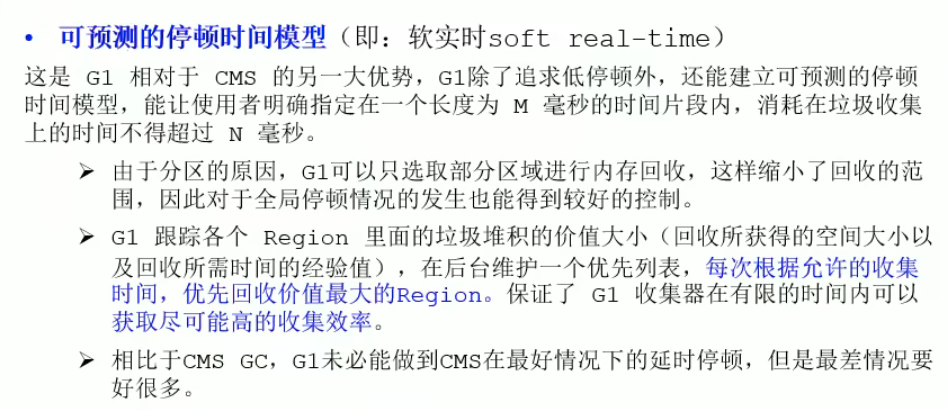 • 可预测的停顿时间模型（即：软实时soft real-time）
这是 G1 相对于 CMS 的另一大优势，G1除了追求低停顿外，还能建立可预测的停顿
时间模型，能让使用者明确指定在一个长度为 M 毫秒的时间片段内，消耗在垃圾收集
上的时间不得超过 N 毫秒。
➢ 由于分区的原因，G1可以只选取部分区域进行内存回收，这样缩小了回收的范
围，因此对于全局停顿情况的发生也能得到较好的控制。
➢ G1 跟踪各个 Region 里面的垃圾堆积的价值大小（回收所获得的空间大小以
及回收所需时间的经验值），在后台维护一个优先列表，每次根据允许的收集
时间，优先回收价值最大的Region。保证了 G1 收集器在有限的时间内可以
获取尽可能高的收集效率。
➢ 相比于CMS GC，G1未必能做到CMS在最好情况下的延时停顿，但是最差情况要
好很多。